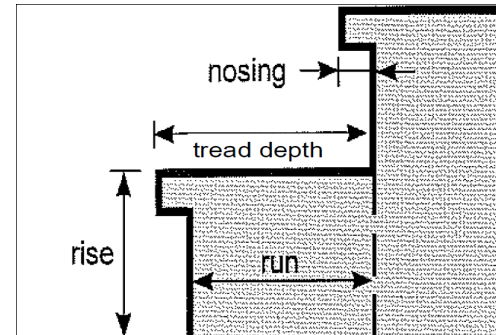 nosing
tread depth
rise
run